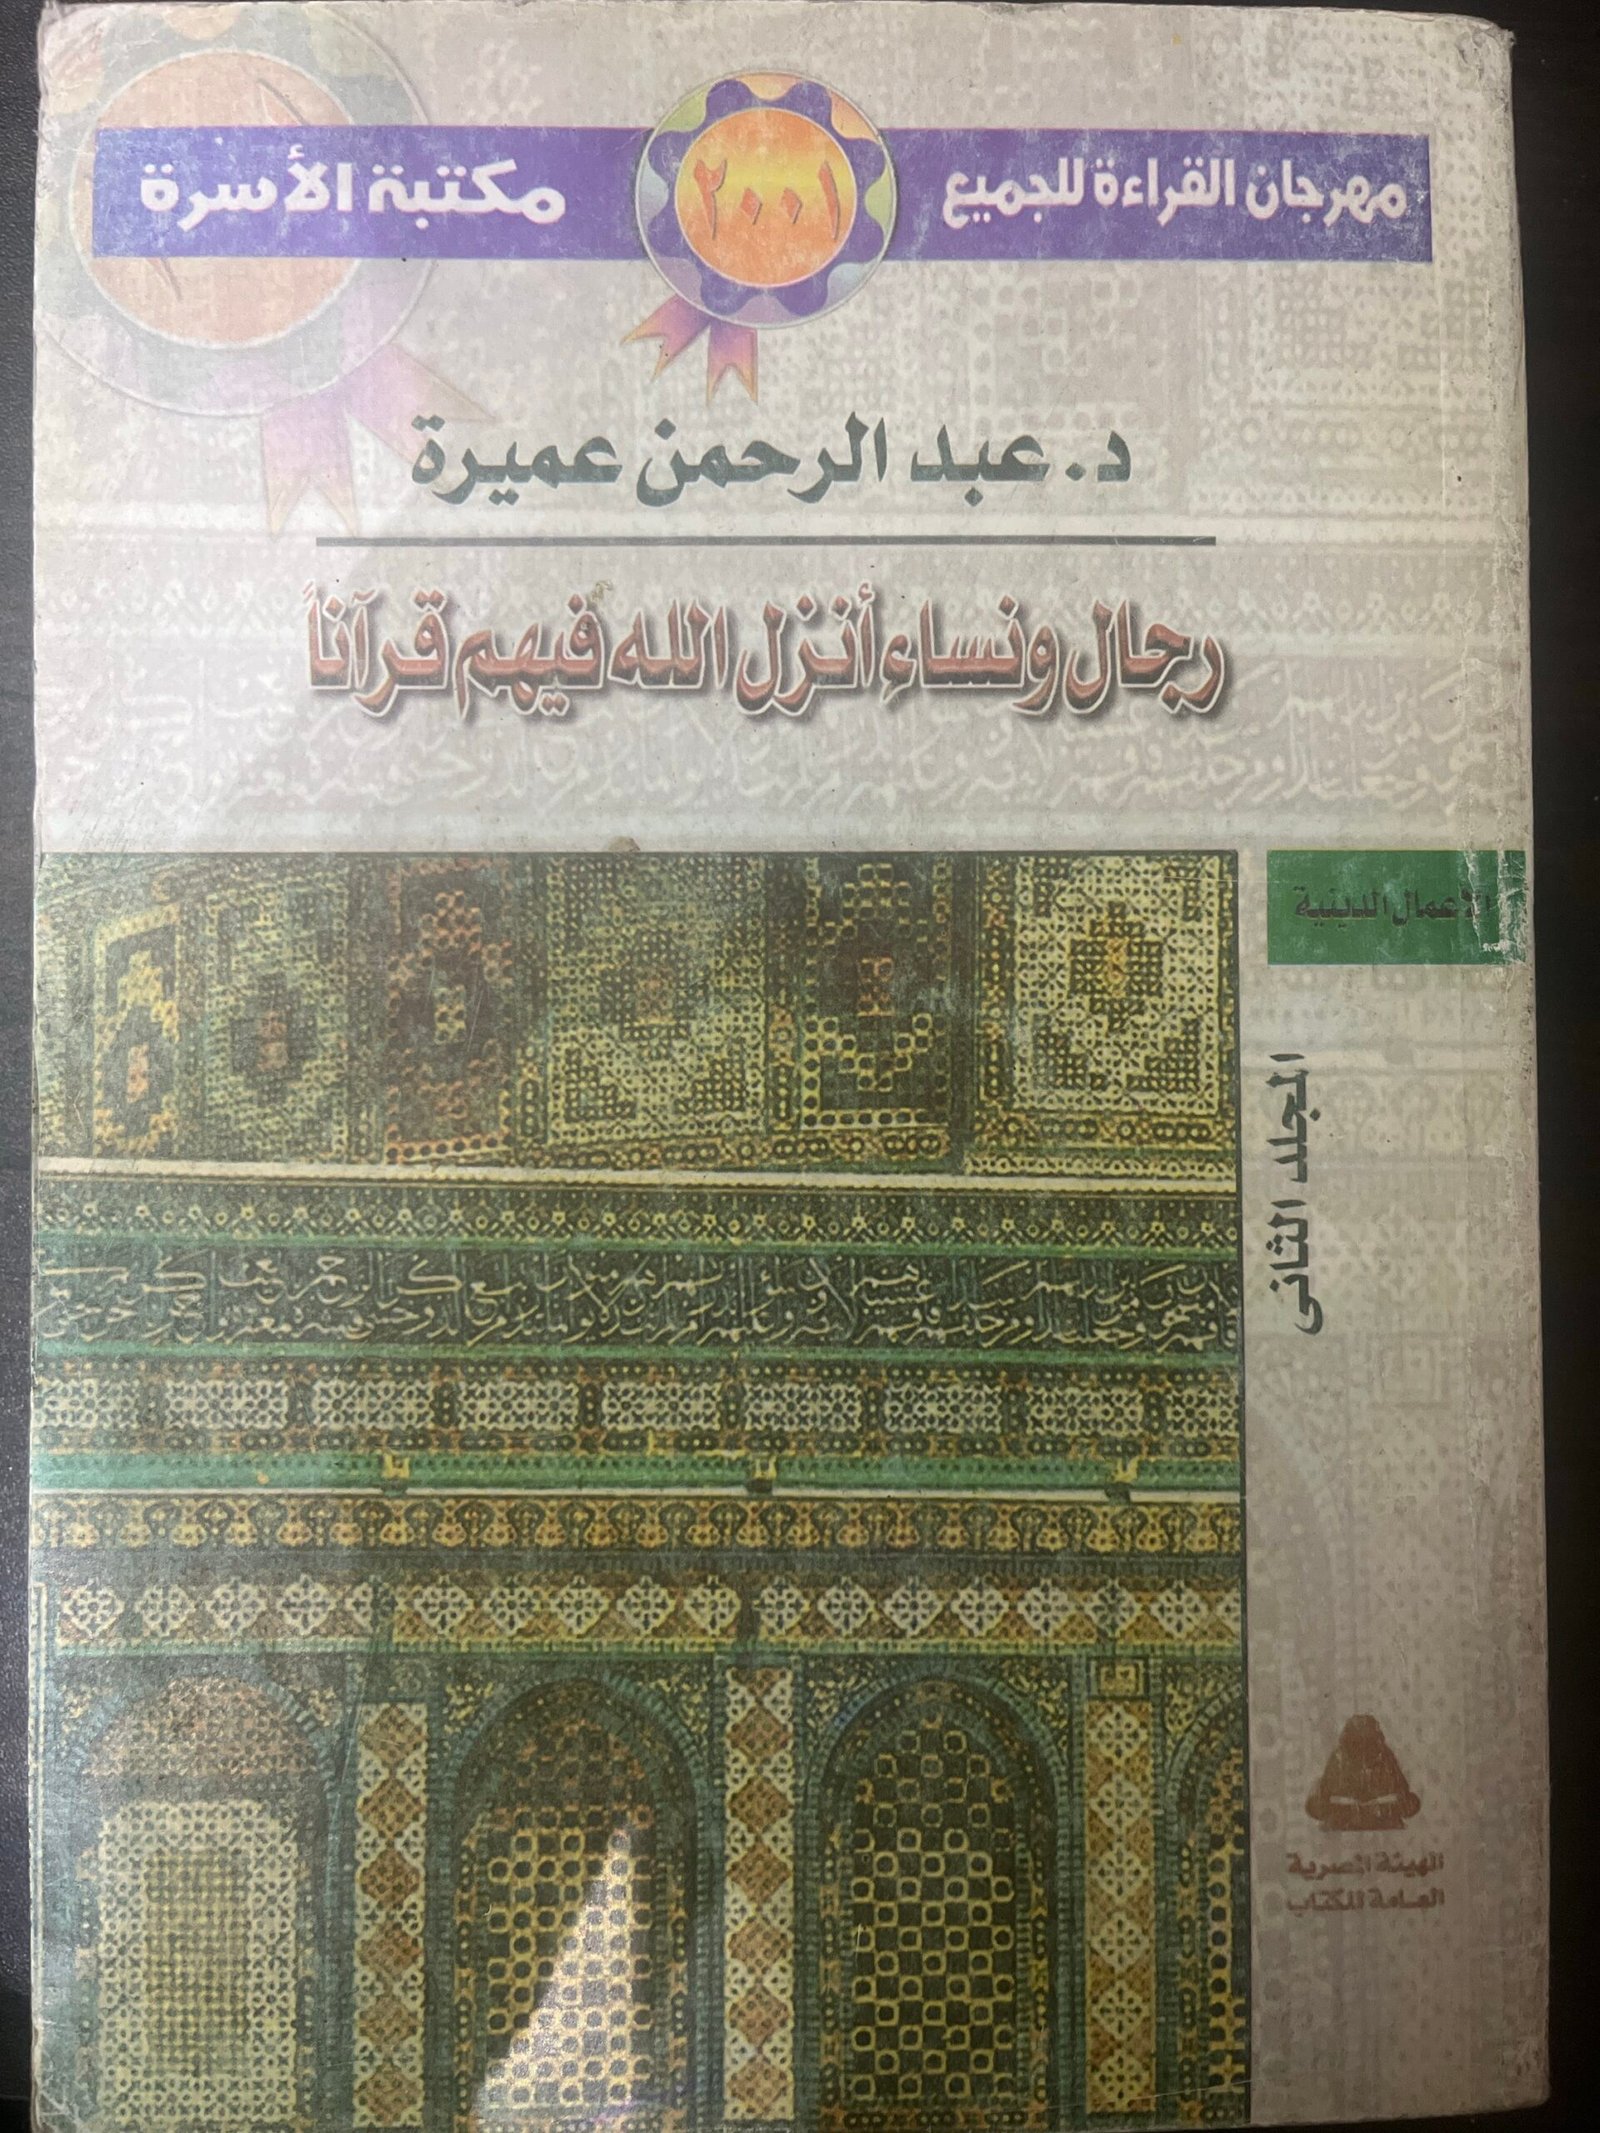 مهرجان القراءة للجميع
٢٠٠١
مكتبة الأسرة
د. عبد الرحمن عميرة
رجال ونساء أنزل الله فيهم قرآناً
الأعمال الدينية
المجلد الثانى
الهيئة المصرية
العامة للكتاب